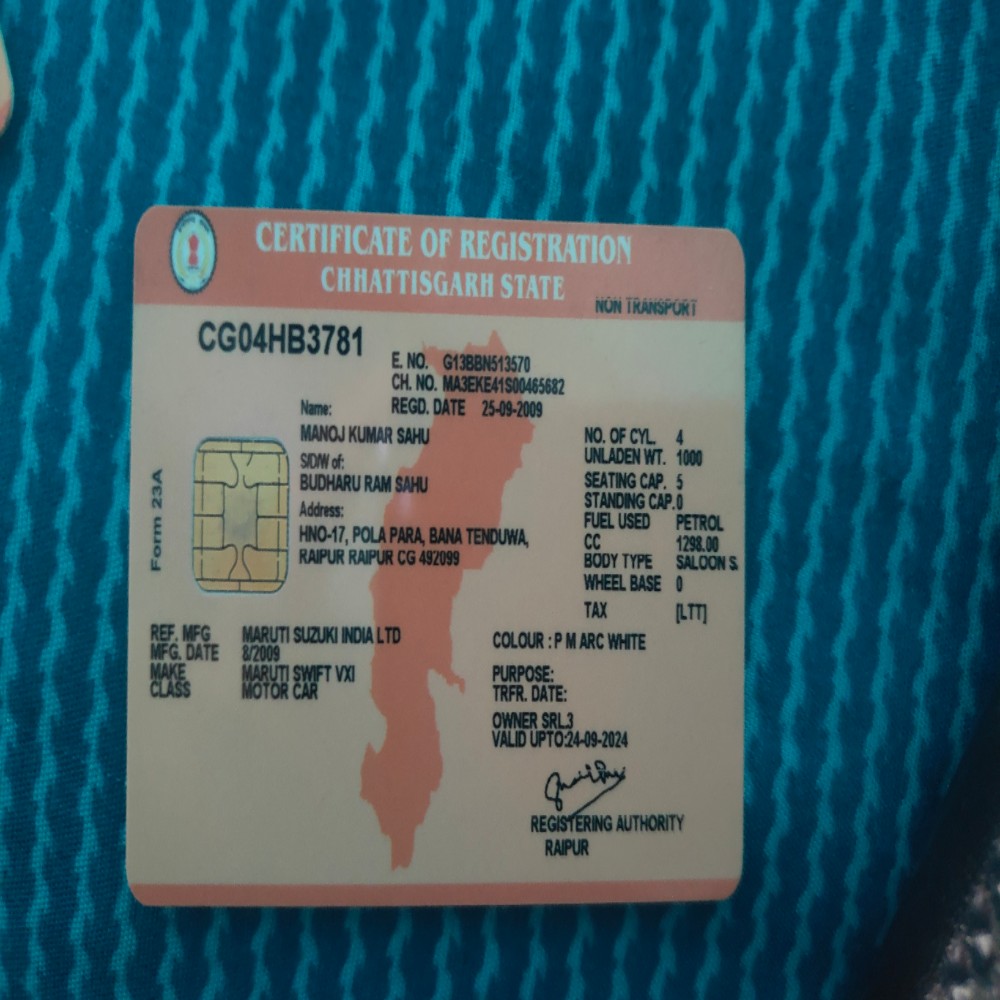 CERTIFICATE OF REGISTRATION
CHHATTISGARH STATE
NON TRANSPORT
CG04HB3781
E. NO. G13BBN513570
CH. NO. MA3EKE41S00465682
REGD. DATE 25-09-2009
Name:
MANOJ KUMAR SAHU
S/D/W of:
BUDHARU RAM SAHU
Address:
HNO-17, POLA PARA, BANA TENDUWA,
RAIPUR RAIPUR CG 492099
NO. OF CYL. 4
UNLADEN WT. 1000
SEATING CAP. 5
STANDING CAP.0
FUEL USED PETROL
CC 1298.00
BODY TYPE SALOON S.
WHEEL BASE 0
TAX [LTT]
Form 23A
REF. MFG MARUTI SUZUKI INDIA LTD
MFG. DATE 8/2009
MAKE MARUTI SWIFT VXI
CLASS MOTOR CAR
COLOUR : P M ARC WHITE
PURPOSE:
TRFR. DATE:
OWNER SRL.3
VALID UPTO:24-09-2024
REGISTERING AUTHORITY
RAIPUR